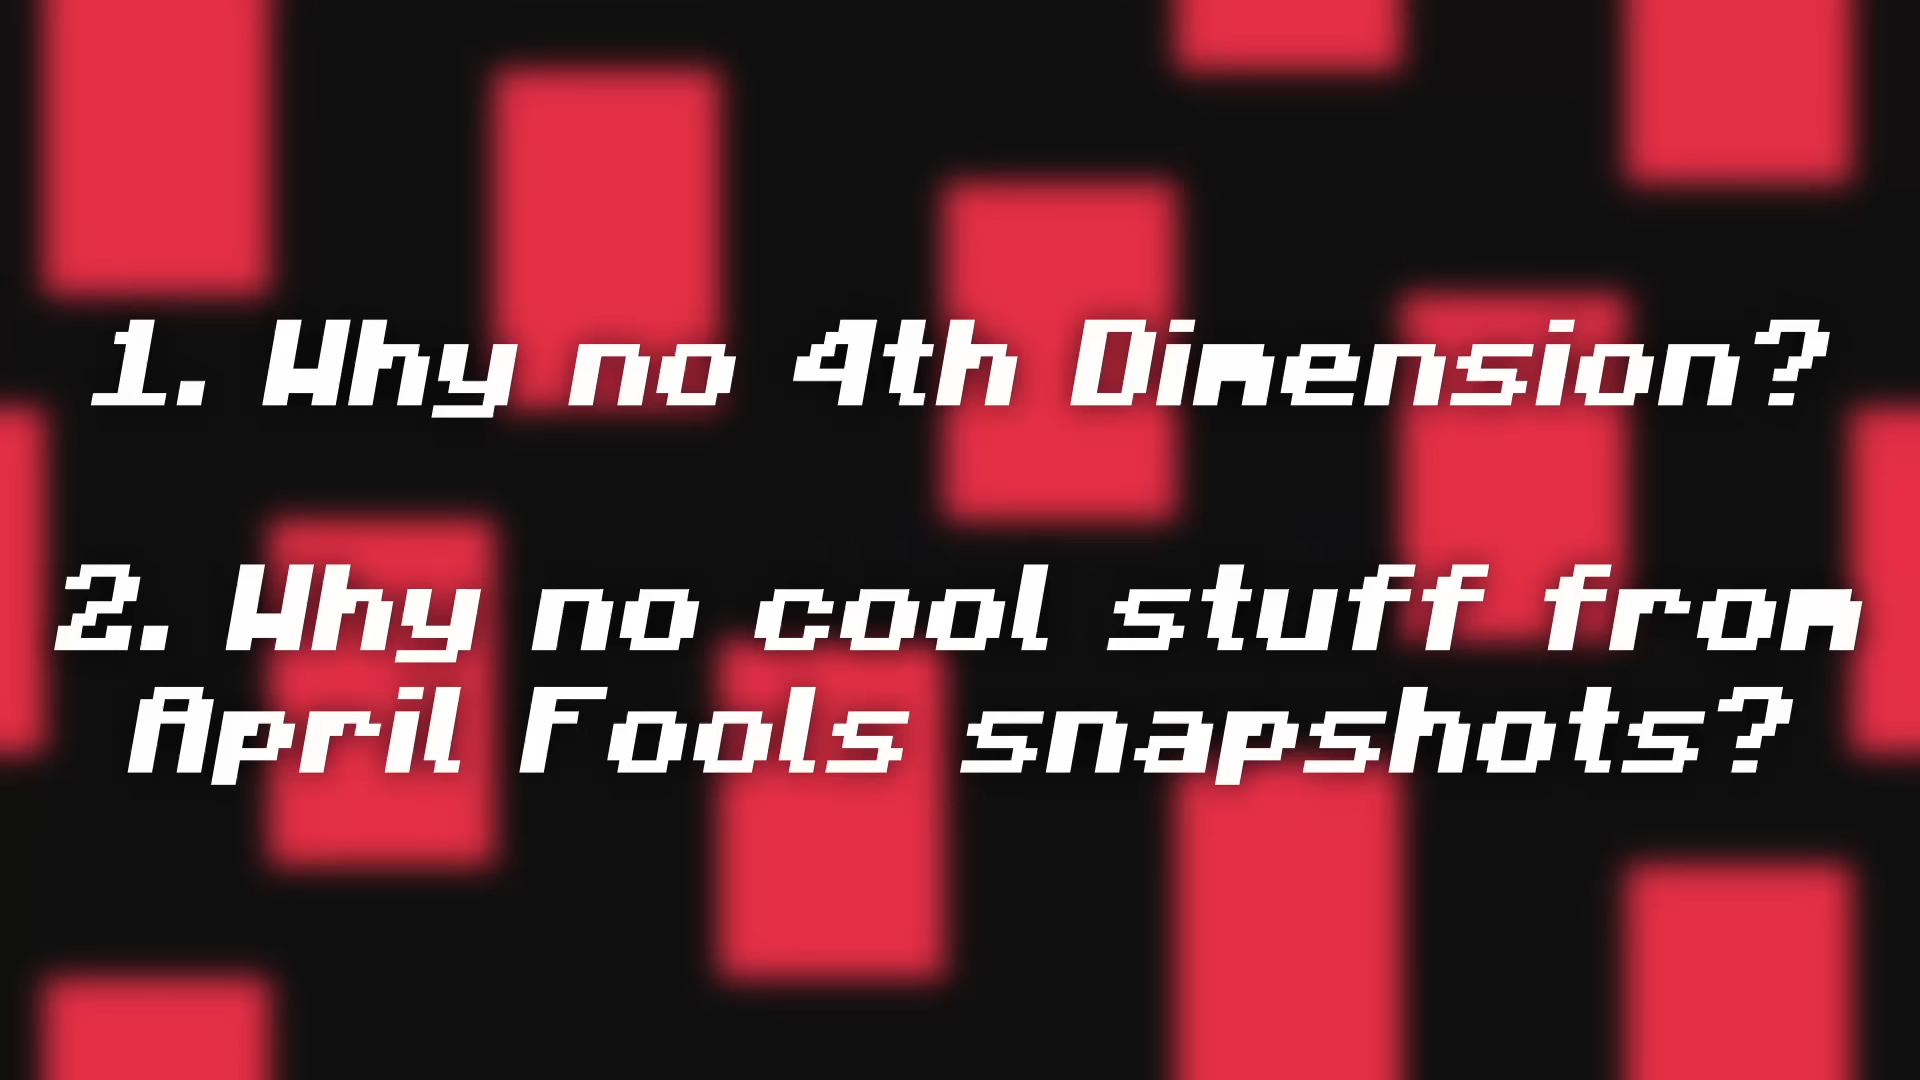 1. Why no 4th Dimension?
2. Why no cool stuff from
April Fools snapshots?